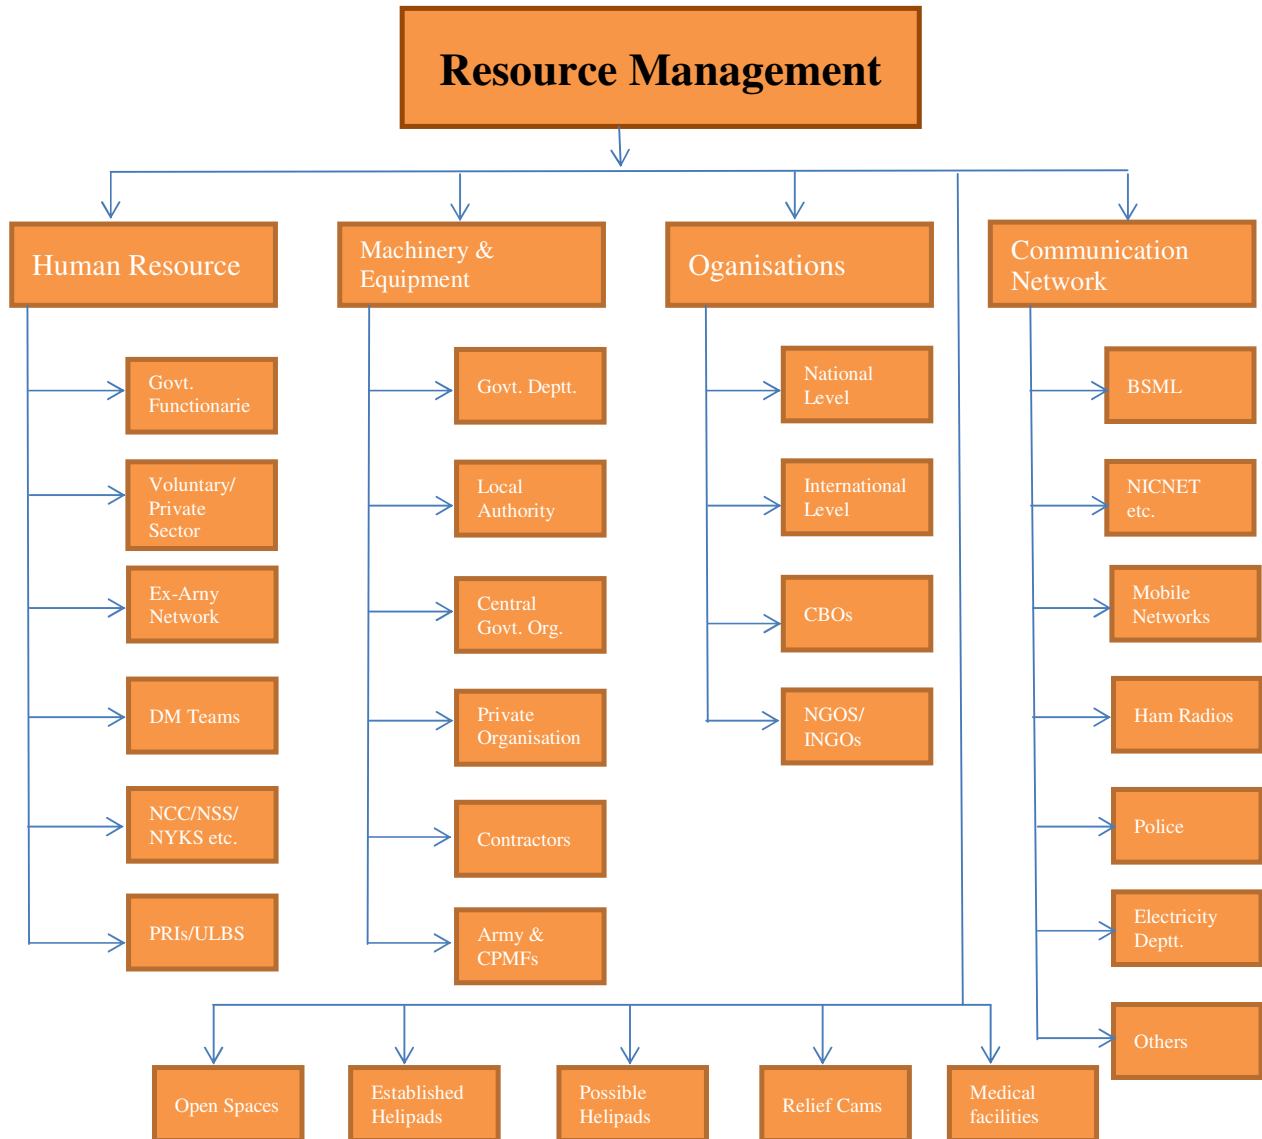 Resource Management
Human Resource
Machinery &
Equipment
Oganisations
Communication
Network
Govt.
Functionarie
Voluntary/
Private
Sector
Ex-Arny
Network
DM Teams
NCC/NSS/
NYKS etc.
PRIs/ULBS
Govt. Deptt.
Local
Authority
Central
Govt. Org.
Private
Organisation
Contractors
Army &
CPMFs
National
Level
International
Level
CBOs
NGOS/
INGOs
BSML
NICNET
etc.
Mobile
Networks
Ham Radios
Police
Electricity
Deptt.
Others
Open Spaces
Established
Helipads
Possible
Helipads
Relief Cams
Medical
facilities